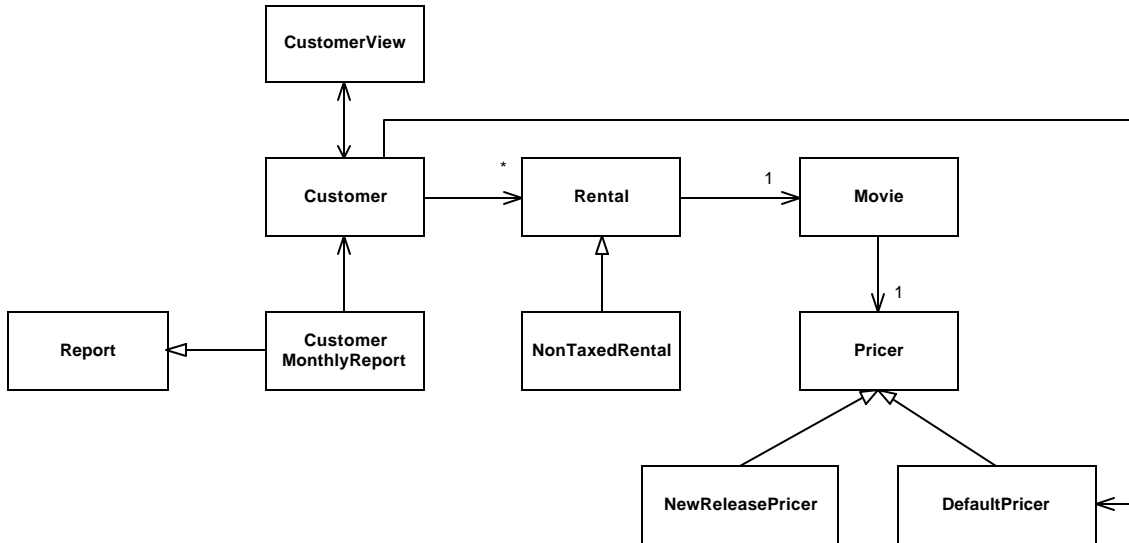 CustomerView
*
1
Customer
Rental
Movie
1
Report
Customer
MonthlyReport
NonTaxedRental
Pricer
NewReleasePricer
DefaultPricer